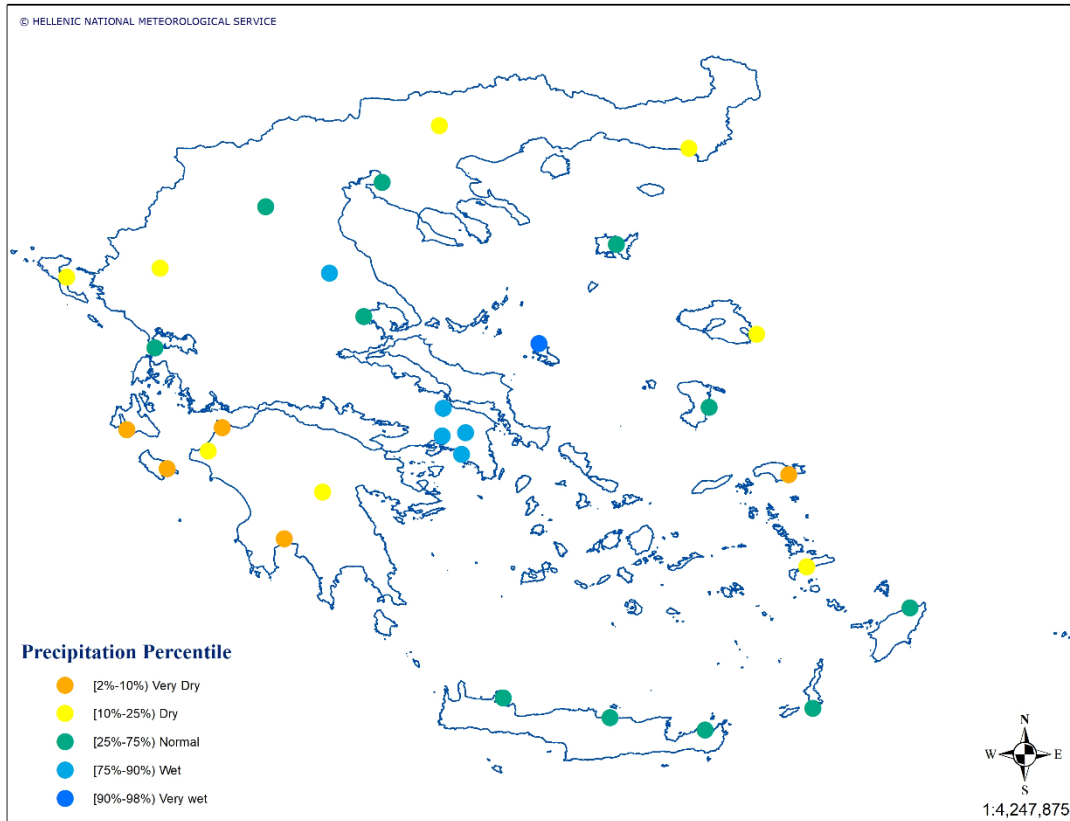 © HELLENIC NATIONAL METEOROLOGICAL SERVICE
Precipitation Percentile
[2%-10%) Very Dry
[10%-25%) Dry
[25%-75%) Normal
[75%-90%) Wet
[90%-98%) Very wet
N
W E
S
1:4,247,875